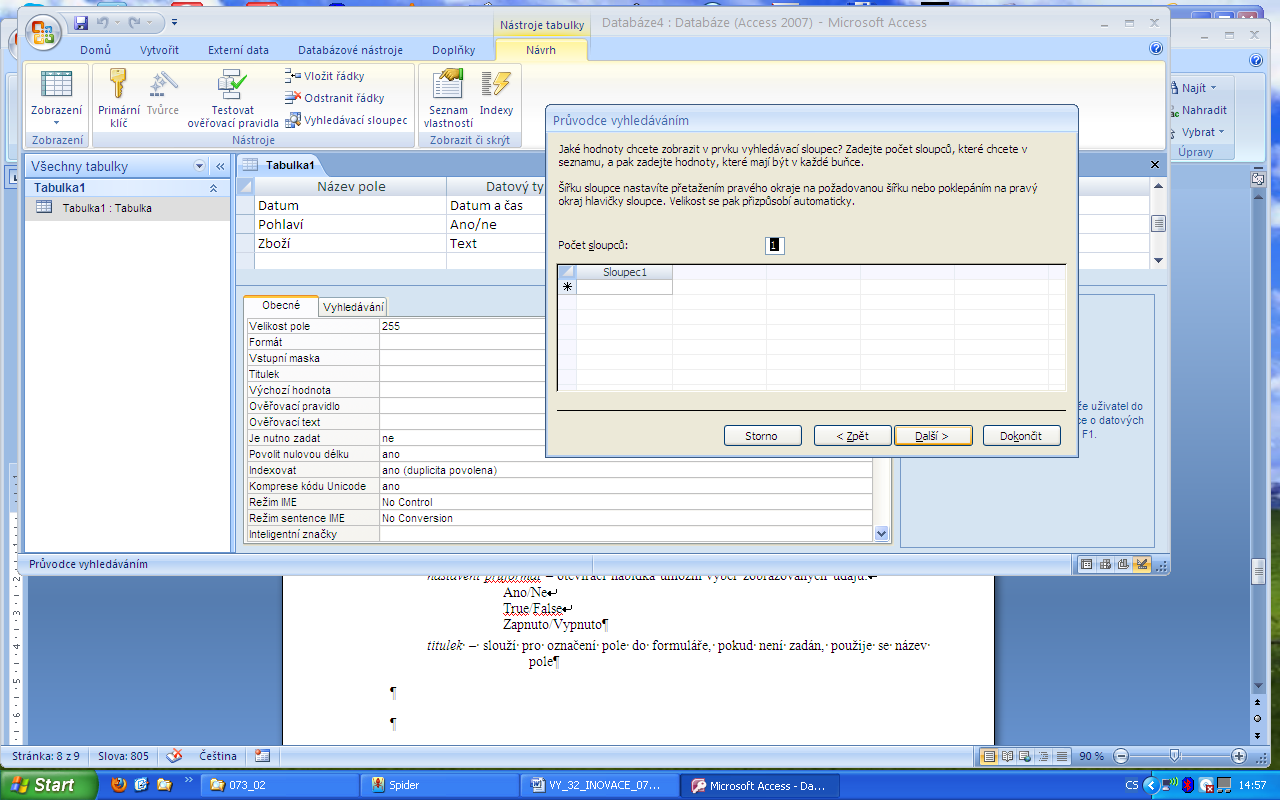 Nástroje tabulky
Databáze4 : Databáze (Access 2007) - Microsoft Access
Domů
Vytvořit
Externí data
Databázové nástroje
Doplňky
Návrh
Zobrazení
Primární klíč
Tvůrce
Testovat ověřovací pravidla
Vložit řádky
Odstranit řádky
Vyhledávací sloupec
Seznam vlastností
Indexy
Zobrazení
Nástroje
Zobrazit či skrýt
Najít
Nahradit
Vybrat
Úpravy
Všechny tabulky
Tabulka1
Tabulka1 : Tabulka
Tabulka1
Název pole
Datový ty
Datum
Datum a čas
Pohlaví
Ano/ne
Zboží
Text
Obecné
Vyhledávání
Velikost pole
255
Formát
Vstupní maska
Titulek
Výchozí hodnota
Ověřovací pravidlo
Ověřovací text
Je nutno zadat
ne
Povolit nulovou délku
ano
Indexovat
ano (duplicita povolena)
Komprese kódu Unicode
ano
Režim IME
No Control
Režim sentence IME
No Conversion
Inteligentní značky
že uživatel do
ce o datových
F1.
Průvodce vyhledáváním
Jaké hodnoty chcete zobrazit v prvku vyhledávací sloupec? Zadejte počet sloupců, které chcete v
seznamu, a pak zadejte hodnoty, které mají být v každé buňce.
Šířku sloupce nastavíte přetažením pravého okraje na požadovanou šířku nebo poklepáním na pravý
okraj hlavičky sloupce. Velikost se pak přizpůsobí automaticky.
Počet sloupců:
1
Sloupec1
Storno
< Zpět
Další >
Dokončit
Průvodce vyhledáváním
Ano/Ne
True/False
Zapnuto/Vypnuto¶
titulek – slouží pro označení pole do formuláře, pokud není zadán, použije se název
pole¶
¶
¶
Stránka: 8 z 9
Slova: 805
Čeština
90 %
Start
073_02
Spider
VY_32_INOVACE_07...
Microsoft Access - Da...
CS
14:57